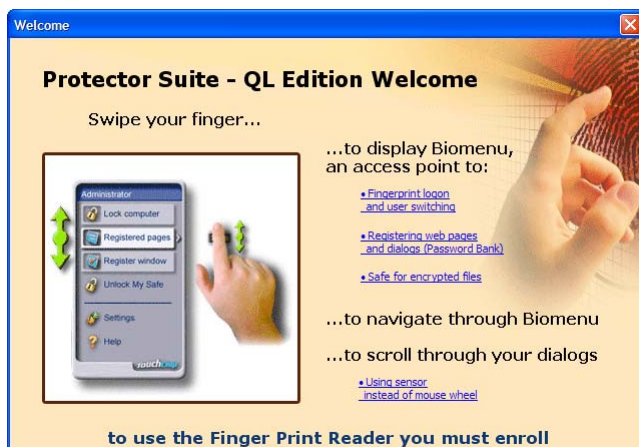 Welcome
Protector Suite - QL Edition Welcome
Swipe your finger...
Administrator
Lock computer
Registered pages
Register window
Unlock My Safe
Settings
Help
TouchChip
...to display Biomenu,
an access point to:
• Fingerprint logon
and user switching
• Registering web pages
and dialogs (Password Bank)
• Safe for encrypted files
...to navigate through Biomenu
...to scroll through your dialogs
• Using sensor
instead of mouse wheel
to use the Finger Print Reader you must enroll